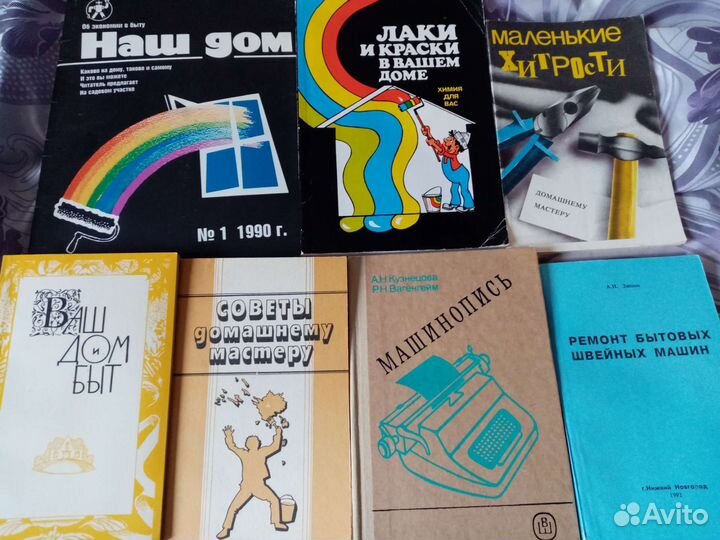 Об экономии в быту
Наш дом
Каково на дому, таково и самому
И это вы можете
Читатель предлагает
На садовом участке
№ 1 1990 г.
ЛАКИ
И КРАСКИ
В ВАШЕМ
ДОМЕ
ХИМИЯ
ДЛЯ
ВАС
маленькие
ХИТРОСТИ
ДОМАШНЕМУ
МАСТЕРУ
ВАШ
ДОМ
И
БЫТ
СОВЕТЫ
домашнему
мастеру
А.Н.Кузнецова
Р.Н.Вагенгейм
МАШИНОПИСЬ
РЕМОНТ БЫТОВЫХ
ШВЕЙНЫХ МАШИН
г.Нижний Новгород
Avito